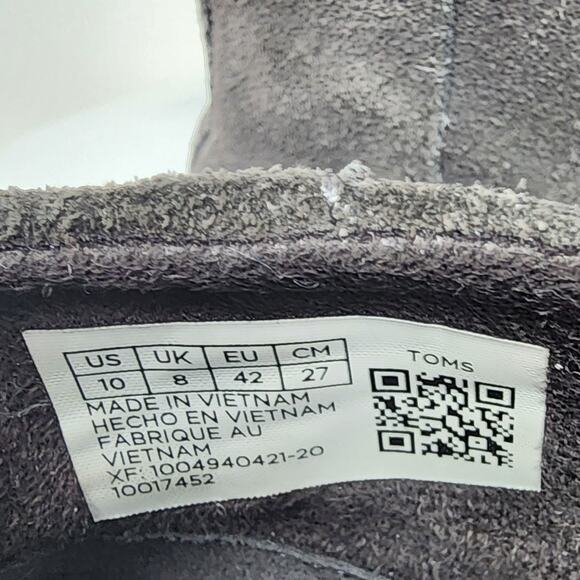 US UK EU CM
10 8 42 27
MADE IN VIETNAM
HECHO EN VIETNAM
FABRIQUE AU
VIETNAM
XF: 1004940421-20
10017452
TOMS